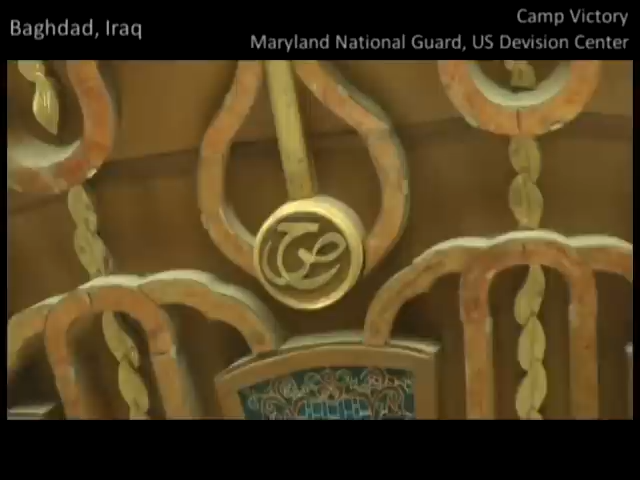 Baghdad, Iraq
Camp Victory
Maryland National Guard, US Devision Center